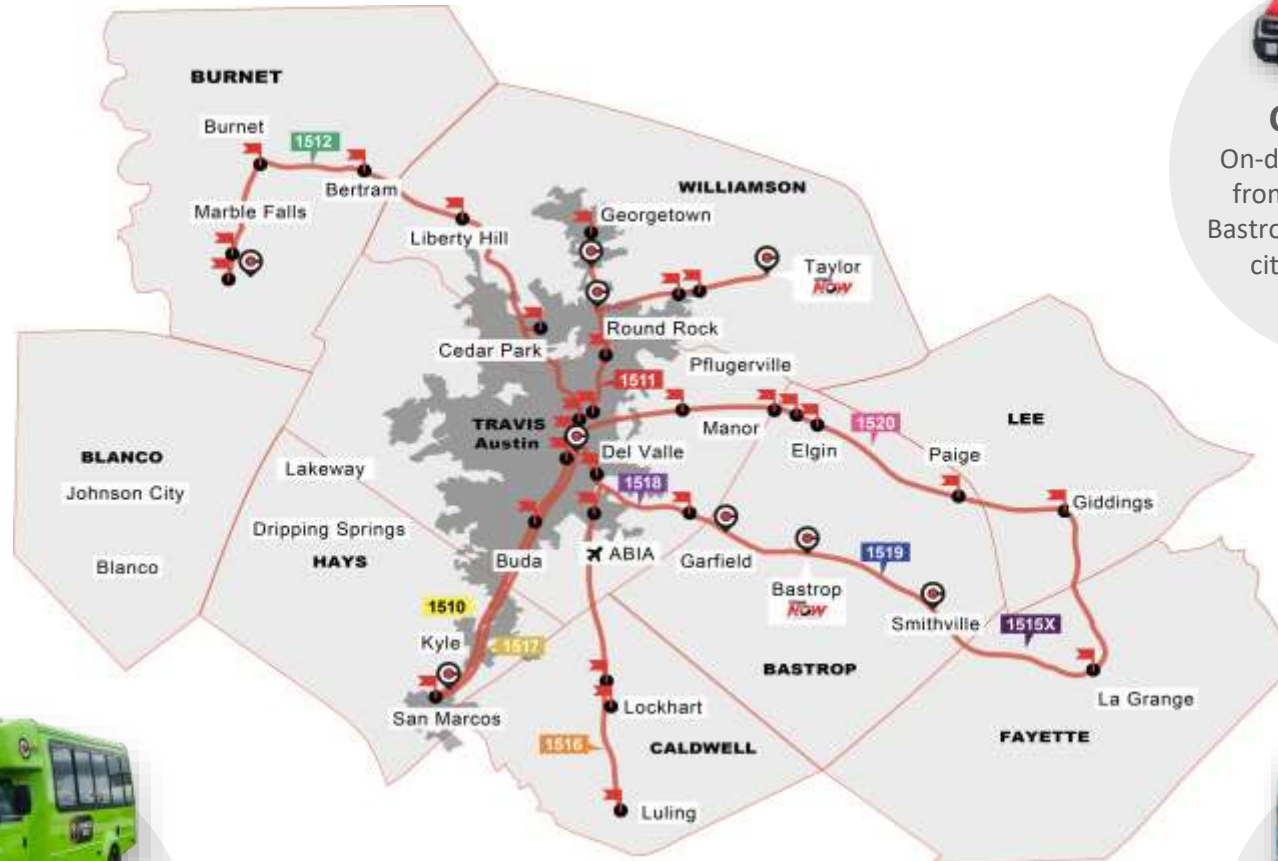 BURNET
Burnet
1512
Bertram
Marble Falls
Liberty Hill
WILLIAMSON
Georgetown
Taylor
NOW
Round Rock
Cedar Park
Pflugerville
1511
TRAVIS
Austin
Manor
Elgin
1520
LEE
Paige
Giddings
BLANCO
Johnson City
Blanco
Lakeway
Dripping Springs
HAYS
Del Valle
1518
Buda
ABIA
Garfield
1519
Bastrop
NOW
Smithville
1515X
1510
Kyle
1517
San Marcos
BASTROP
La Grange
Lockhart
1516
CALDWELL
FAYETTE
Luling
On-d
from
Bastro
cit